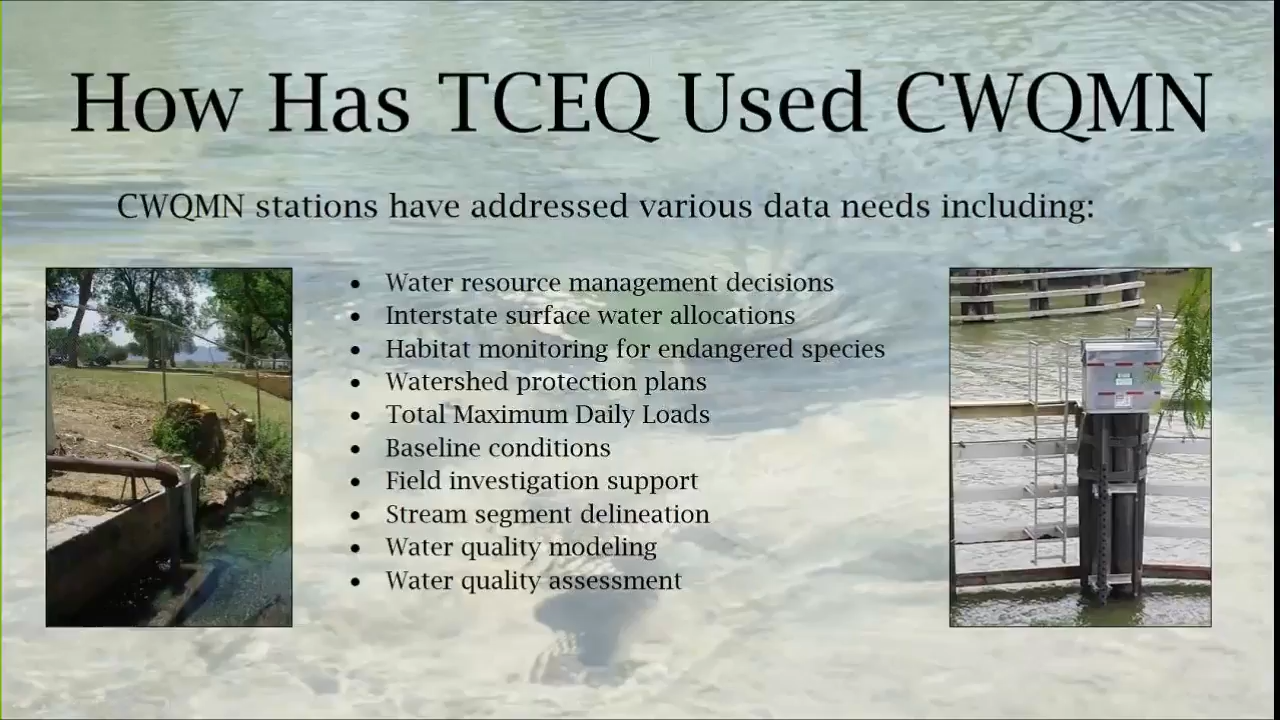 How Has TCEQ Used CWQMN
CWQMN stations have addressed various data needs including:
• Water resource management decisions
• Interstate surface water allocations
• Habitat monitoring for endangered species
• Watershed protection plans
• Total Maximum Daily Loads
• Baseline conditions
• Field investigation support
• Stream segment delineation
• Water quality modeling
• Water quality assessment